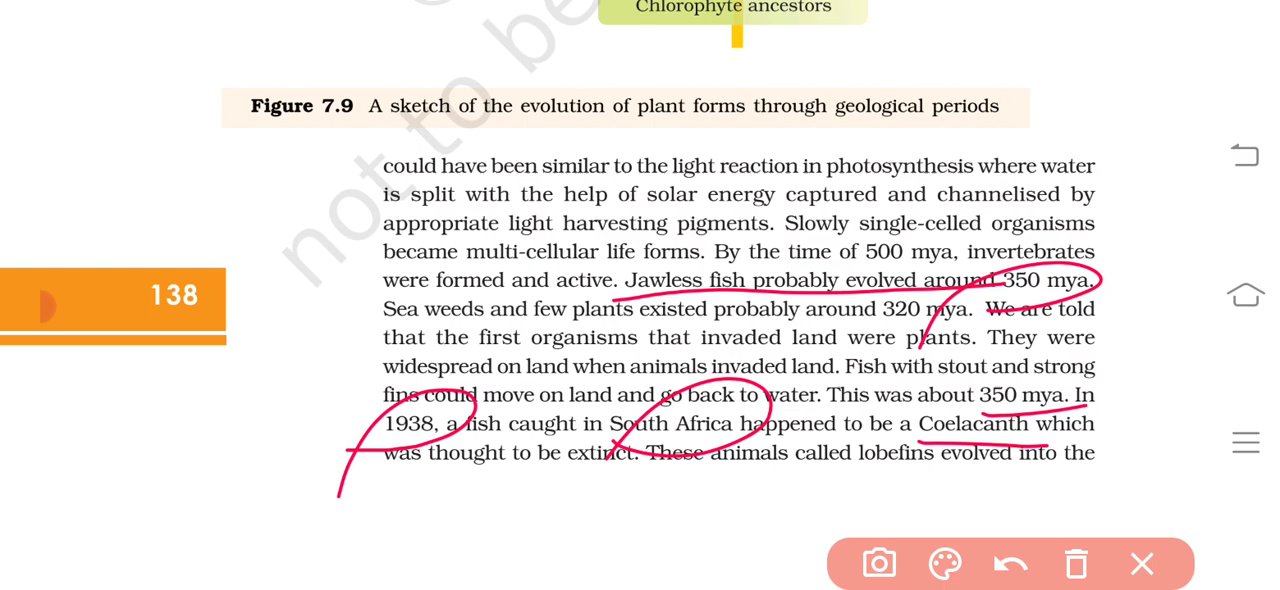 Chlorophyte ancestors
not to be
Figure 7.9 A sketch of the evolution of plant forms through geological periods
could have been similar to the light reaction in photosynthesis where water
is split with the help of solar energy captured and channelised by
appropriate light harvesting pigments. Slowly single-celled organisms
became multi-cellular life forms. By the time of 500 mya, invertebrates
were formed and active. Jawless fish probably evolved around 350 mya.
138
Sea weeds and few plants existed probably around 320 mya. We are told
that the first organisms that invaded land were plants. They were
widespread on land when animals invaded land. Fish with stout and strong
fins could move on land and go back to water. This was about 350 mya. In
1938, a fish caught in South Africa happened to be a Coelacanth which
was thought to be extinct. These animals called lobefins evolved into the